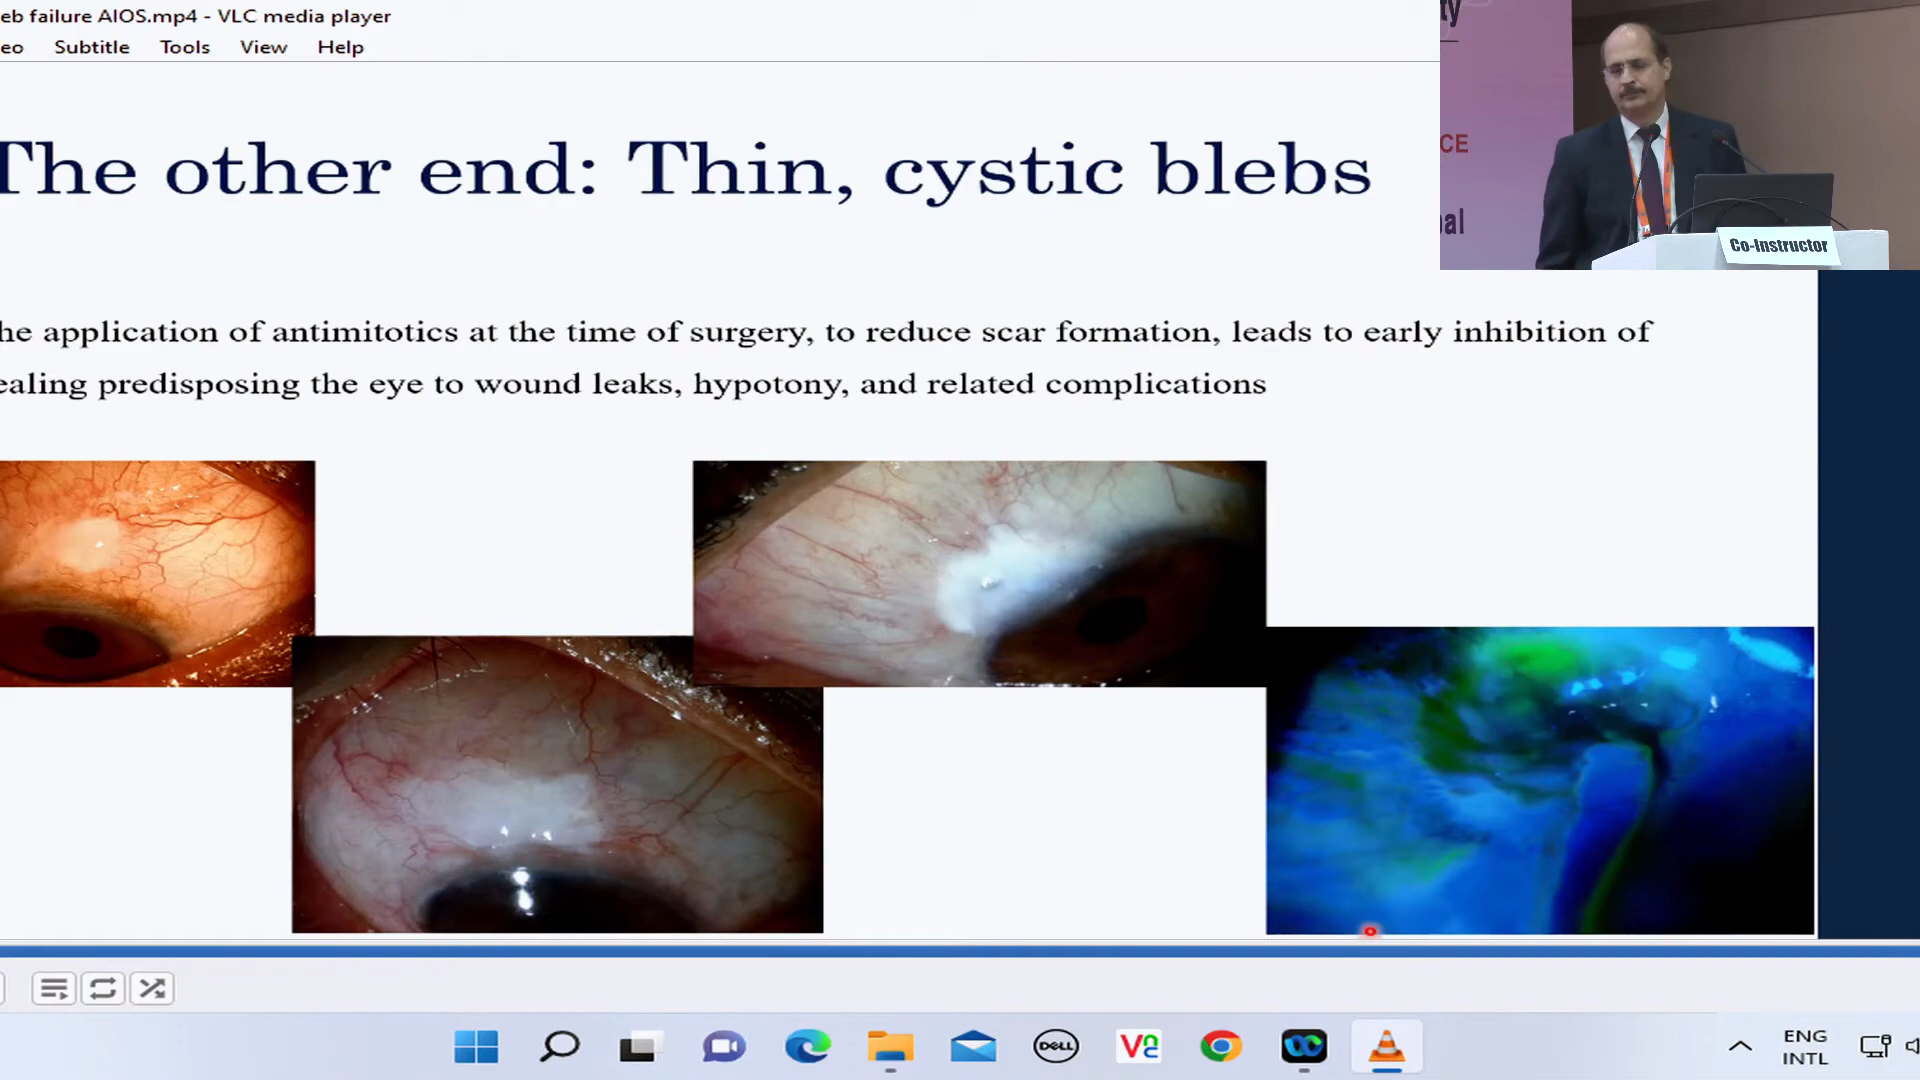 eb failure AIOS.mp4 - VLC media player
eo Subtitle Tools View Help
The other end: Thin, cystic blebs
he application of antimitotics at the time of surgery, to reduce scar formation, leads to early inhibition of
ealing predisposing the eye to wound leaks, hypotony, and related complications
ty
CE
al
Co-Instructor
DELL
ENG
INTL